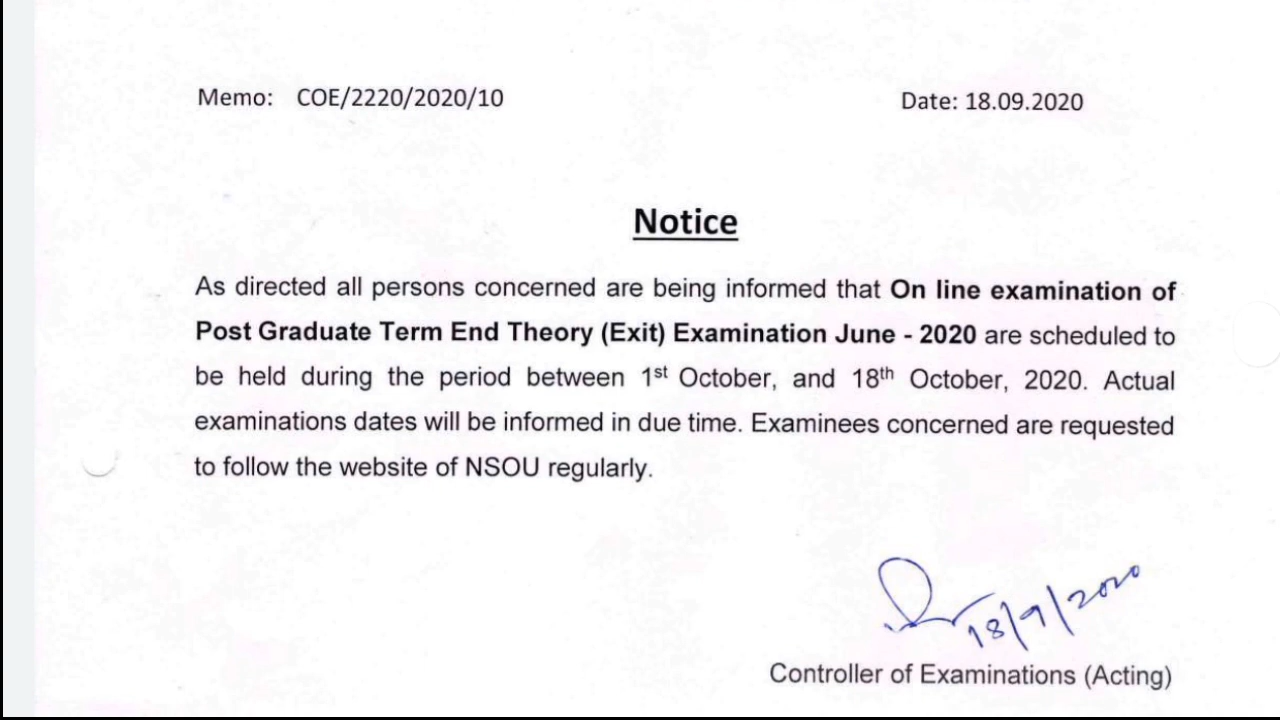 Memo: COE/2220/2020/10
Date: 18.09.2020
Notice
As directed all persons concerned are being informed that On line examination of
Post Graduate Term End Theory (Exit) Examination June - 2020 are scheduled to
be held during the period between 1st October, and 18th October, 2020. Actual
examinations dates will be informed in due time. Examinees concerned are requested
to follow the website of NSOU regularly.
18/9/2020
Controller of Examinations (Acting)